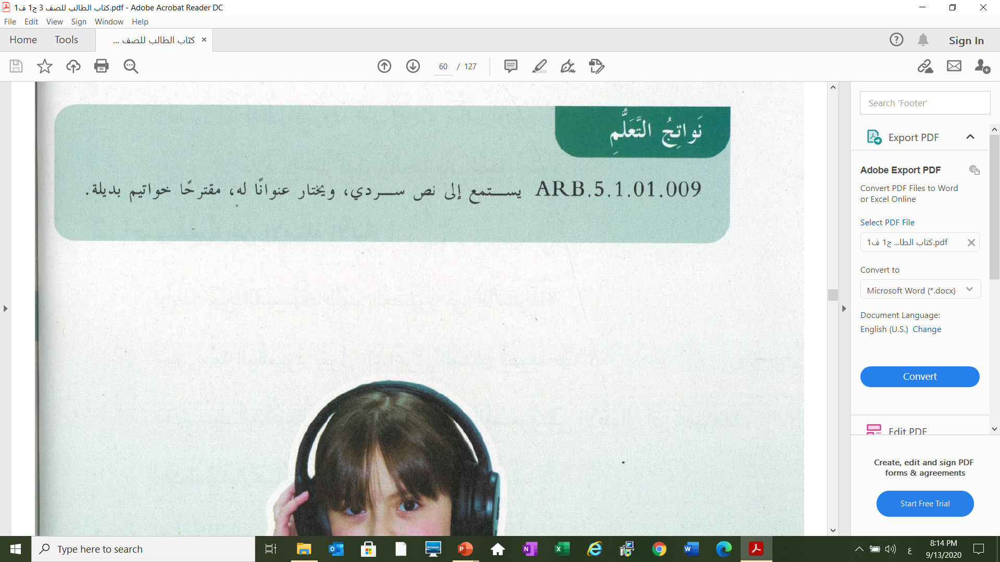 كتاب الطالب للصف 3 ج1 ف1.pdf - Adobe Acrobat Reader DC
File Edit View Sign Window Help
Home Tools كتاب الطالب للصف ... × Sign In
60 / 127
نَواتِجُ التَّعَلُّمِ
ARB.5.1.01.009 يستمع إلى نص سردي، ويختار عنوانًا له، مقترحًا خواتيم بديلة.
Search 'Footer'
Export PDF
Adobe Export PDF
Convert PDF Files to Word
or Excel Online
Select PDF File
كتاب الطا... ج1 ف1.pdf
Convert to
Microsoft Word (*.docx)
Document Language:
English (U.S.) Change
Convert
Edit PDF
Create, edit and sign PDF
forms & agreements
Start Free Trial
Type here to search
ع
8:14 PM
9/13/2020